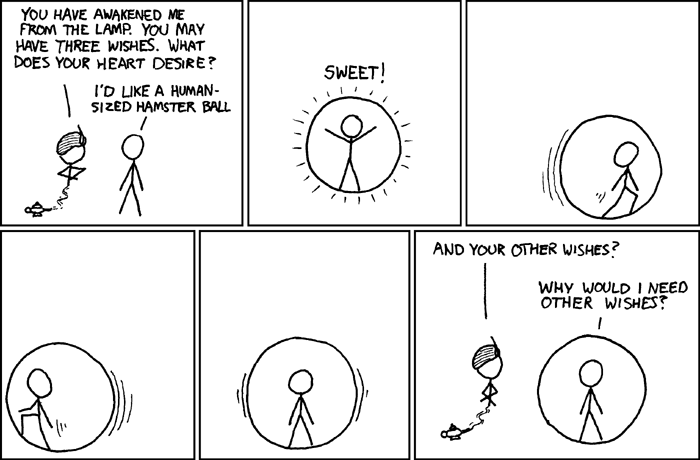 YOU HAVE AWAKENED ME
FROM THE LAMP. YOU MAY
HAVE THREE WISHES. WHAT
DOES YOUR HEART DESIRE?
I'D LIKE A HUMAN-
SIZED HAMSTER BALL
SWEET!
AND YOUR OTHER WISHES?
WHY WOULD I NEED
OTHER WISHES?